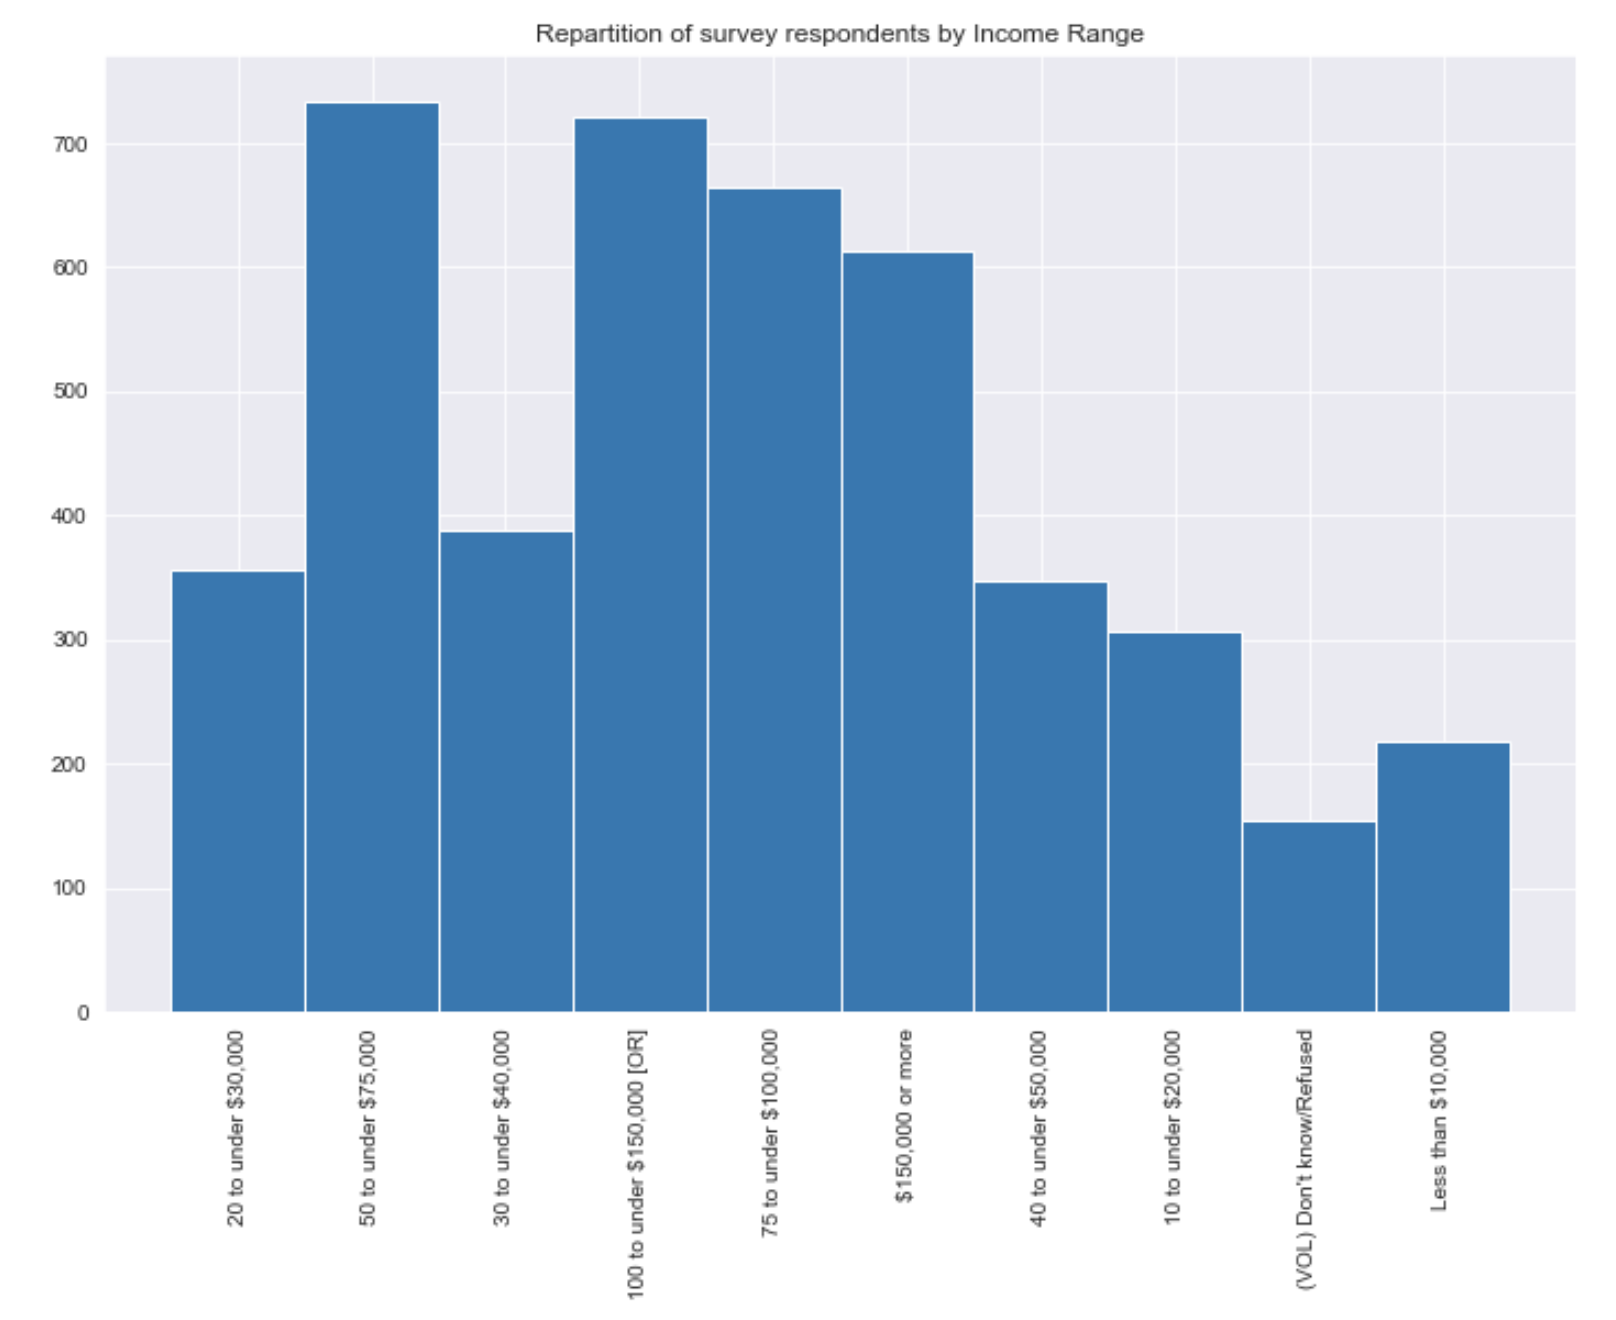 Repartition of survey respondents by Income Range
700
600
500
400
300
200
100
0
20 to under $30,000
50 to under $75,000
30 to under $40,000
100 to under $150,000 [OR]
75 to under $100,000
$150,000 or more
40 to under $50,000
10 to under $20,000
(VOL) Don't know/Refused
Less than $10,000